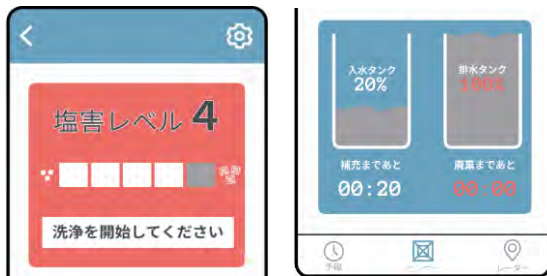 塩害レベル 4
洗浄を開始してください
入水タンク
20%
排水タンク
100%
補充まであと
00:20
廃棄まであと
00:00
予報
レーダー